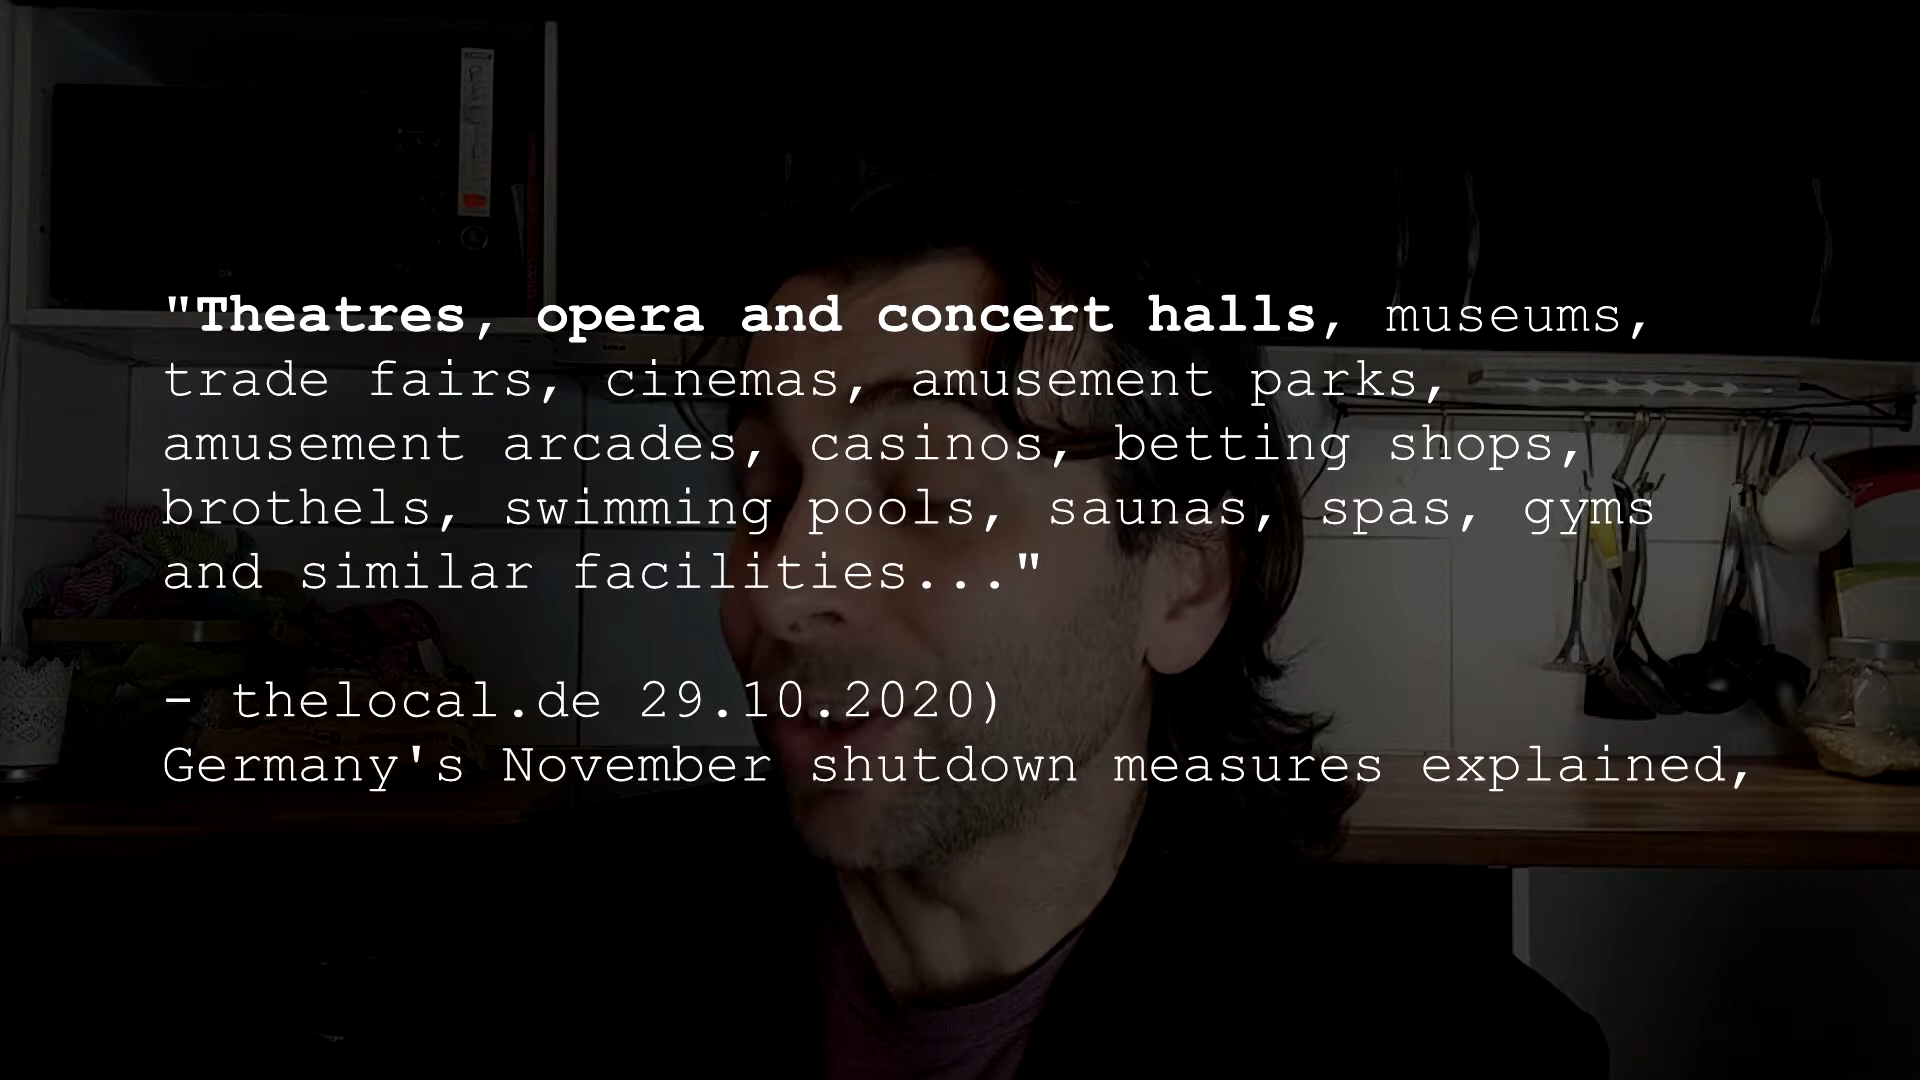 "Theatres, opera and concert halls, museums,
trade fairs, cinemas, amusement parks,
amusement arcades, casinos, betting shops,
brothels, swimming pools, saunas, spas, gyms
and similar facilities..."
- thelocal.de 29.10.2020)
Germany's November shutdown measures explained,